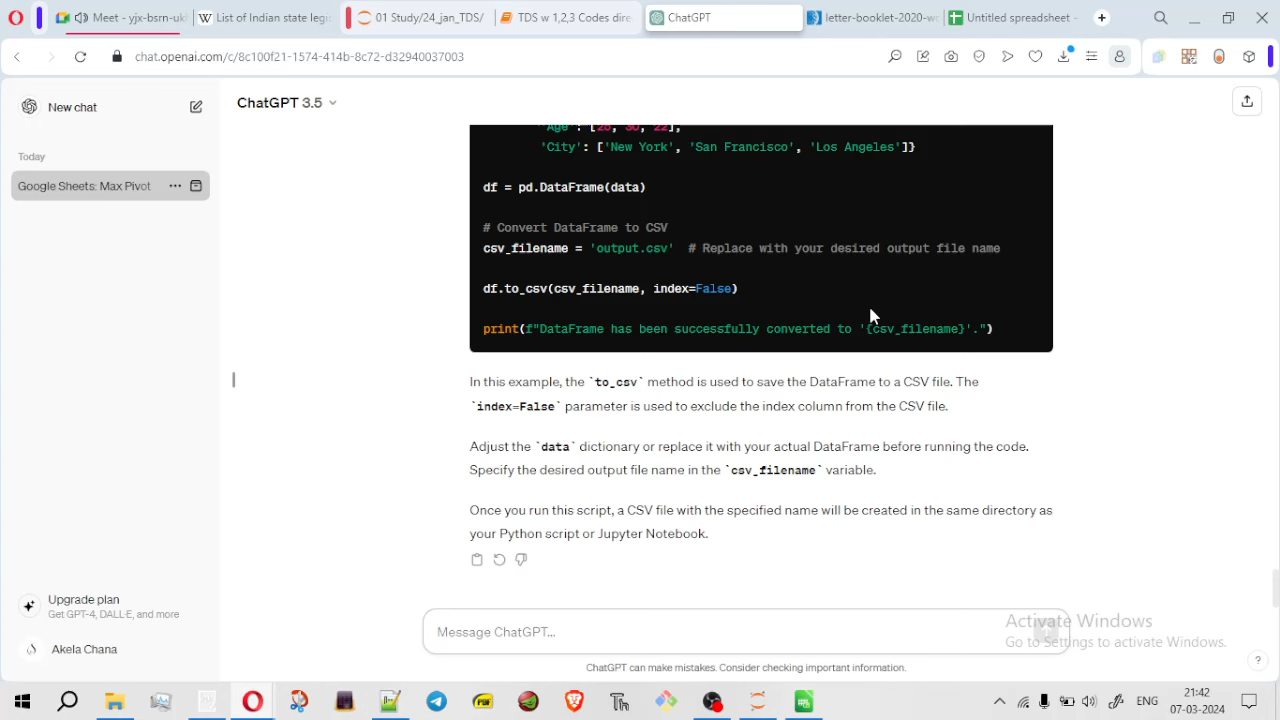 Meet - yjx-bsrn-uk
List of Indian state legi
01 Study/24_jan_TDS/
TDS w 1,2,3 Codes dire
ChatGPT
letter-booklet-2020-w
Untitled spreadsheet -
chat.openai.com/c/8c100f21-1574-414b-8c72-d32940037003
New chat
ChatGPT 3.5
Today
Google Sheets: Max Pivot
'Age': [28, 30, 22],
'City': ['New York', 'San Francisco', 'Los Angeles']}
df = pd.DataFrame(data)
# Convert DataFrame to CSV
csv_filename = 'output.csv'  # Replace with your desired output file name
df.to_csv(csv_filename, index=False)
print(f"DataFrame has been successfully converted to '{csv_filename}'.")
In this example, the `to_csv` method is used to save the DataFrame to a CSV file. The
`index=False` parameter is used to exclude the index column from the CSV file.
Adjust the `data` dictionary or replace it with your actual DataFrame before running the code.
Specify the desired output file name in the `csv_filename` variable.
Once you run this script, a CSV file with the specified name will be created in the same directory as
your Python script or Jupyter Notebook.
Upgrade plan
Get GPT-4, DALL·E, and more
Akela Chana
Message ChatGPT...
Activate Windows
Go to Settings to activate Windows.
ChatGPT can make mistakes. Consider checking important information.
?
ENG
21:42
07-03-2024